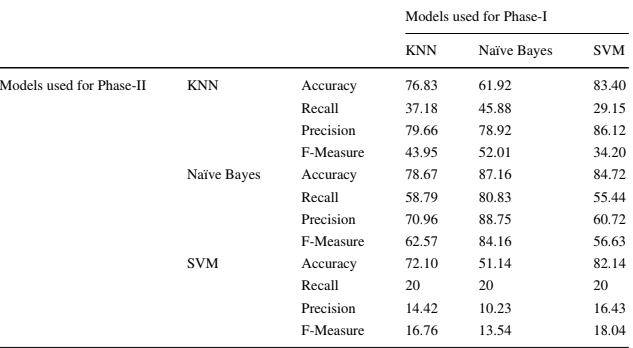 Models used for Phase-I
KNN Naïve Bayes SVM
Models used for Phase-II KNN Accuracy 76.83 61.92 83.40
Recall 37.18 45.88 29.15
Precision 79.66 78.92 86.12
F-Measure 43.95 52.01 34.20
Naïve Bayes Accuracy 78.67 87.16 84.72
Recall 58.79 80.83 55.44
Precision 70.96 88.75 60.72
F-Measure 62.57 84.16 56.63
SVM Accuracy 72.10 51.14 82.14
Recall 20 20 20
Precision 14.42 10.23 16.43
F-Measure 16.76 13.54 18.04